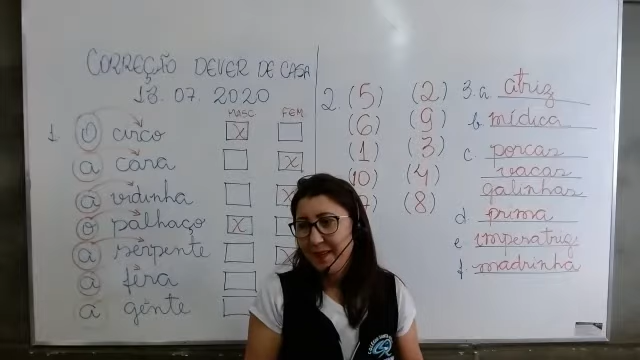 CORREÇÃO DEVER DE CASA
13.07.2020
MASC FEM
1. O circo X
a cara X
a vidinha X
o palhaço X
a serpente X
a fera
a gente
2. (5) (2)
(6) (9)
(1) (3)
(10) (4)
(8)
3. a atriz
b médica
c porcas
vacas
galinhas
d prima
e imperatriz
f. madrinha